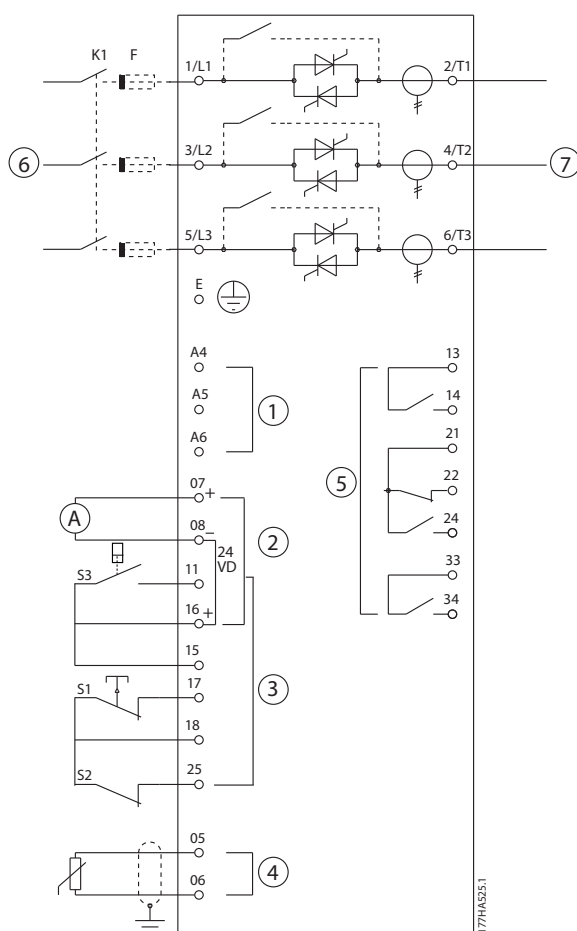 K1 F 1/L1 2/T1
6 3/L2 4/T2 7
5/L3 6/T3
E
A4 13
A5 1 14
A6 21
07 + 5 22
A 08 – 2 24
S3 24 VD
11 33
16 + 34
15
S1 17 3
18
S2 25
05
4
06
177HA525.1